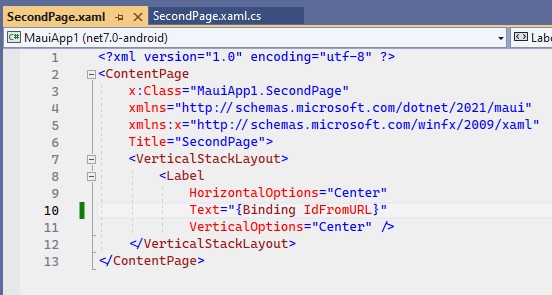 SecondPage.xaml SecondPage.xaml.cs
MauiApp1 (net7.0-android) Labe
1 <?xml version="1.0" encoding="utf-8" ?>
2 <ContentPage
3 x:Class="MauiApp1.SecondPage"
4 xmlns="http://schemas.microsoft.com/dotnet/2021/maui"
5 xmlns:x="http://schemas.microsoft.com/winfx/2009/xaml"
6 Title="SecondPage">
7 <VerticalStackLayout>
8 <Label
9 HorizontalOptions="Center"
10 Text="{Binding IdFromURL}"
11 VerticalOptions="Center" />
12 </VerticalStackLayout>
13 </ContentPage>